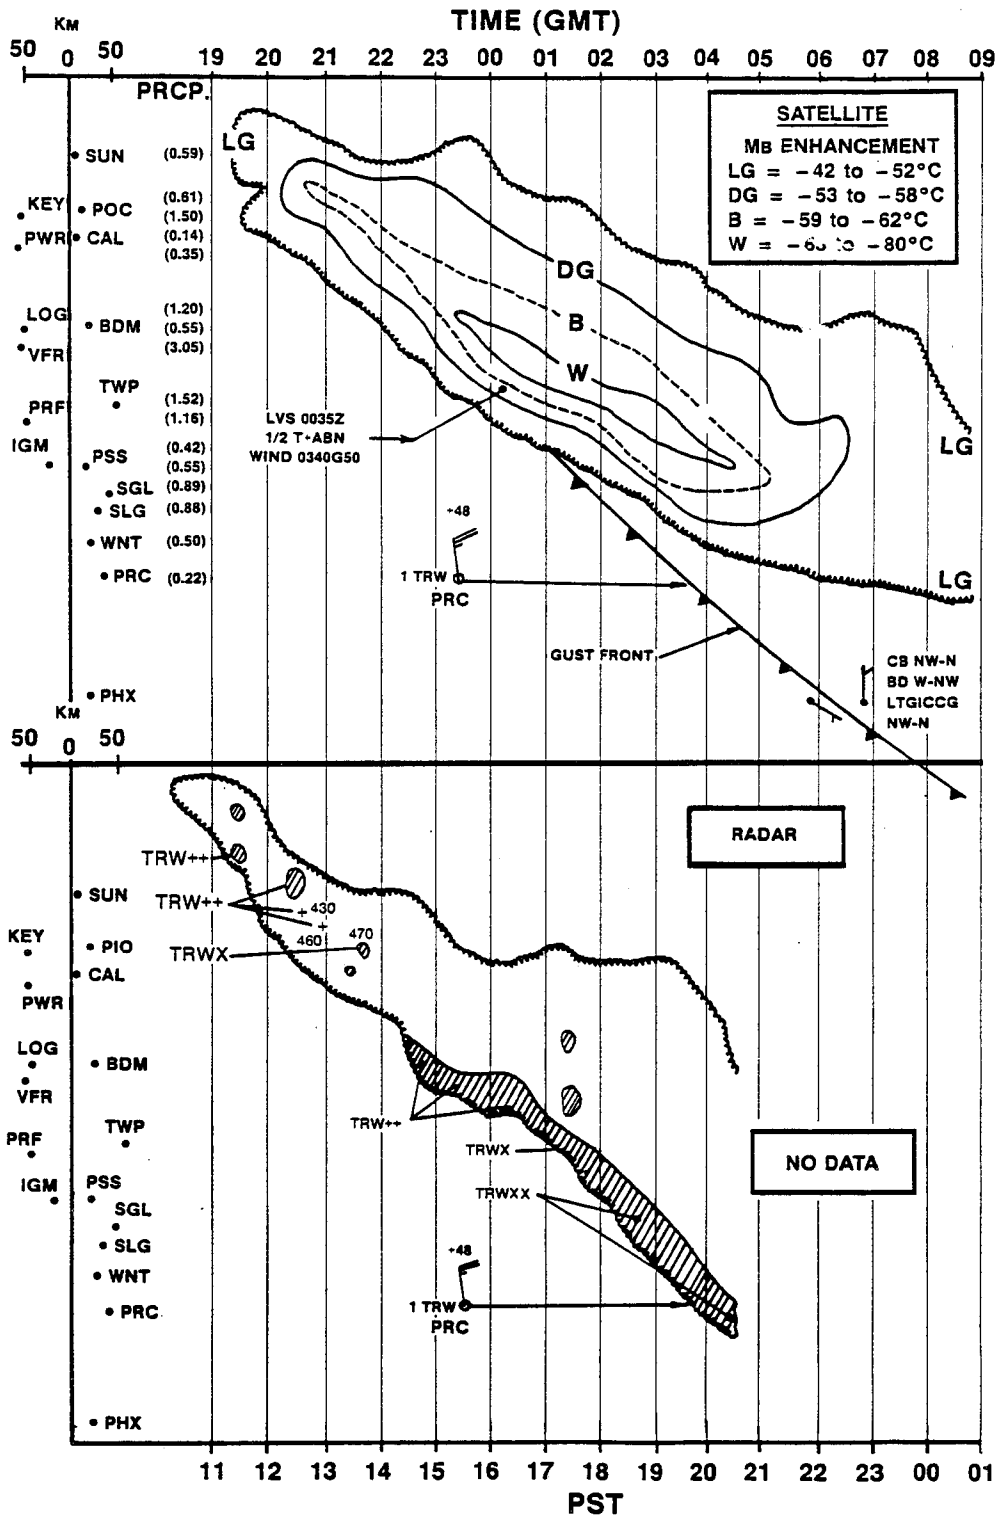 TIME (GMT)
KM
50 0 50 19 20 21 22 23 00 01 02 03 04 05 06 07 08 09
PRCP.
SATELLITE
MB ENHANCEMENT
LG = -42 to -52°C
DG = -53 to -58°C
B = -59 to -62°C
W = to -80°C
LG
SUN (0.59)
KEY (0.61)
POC (1.50)
PWR CAL (0.14)
(0.35)
DG
LOG (1.20)
BDM (0.55)
VFR (3.05)
B
W
TWP (1.52)
PRF (1.16)
LVS 0035Z
1/2 T+ABN
WIND 0340G50
IGM (0.42)
PSS (0.55)
SGL (0.89)
SLG (0.88)
LG
+48
WNT (0.50)
PRC (0.22)
1 TRW
PRC
LG
GUST FRONT
CB NW-N
BD W-NW
LTGICCG
NW-N
PHX
KM
50 0 50
RADAR
TRW++
SUN
TRW++
+ 430
+
460
470
KEY
PIO
TRWX
CAL
PWR
LOG
BDM
VFR
TRW++
PRF
TWP
TRWX
NO DATA
IGM
PSS
TRWXX
SGL
SLG
+48
WNT
PRC
1 TRW
PRC
PHX
11 12 13 14 15 16 17 18 19 20 21 22 23 00 01
PST